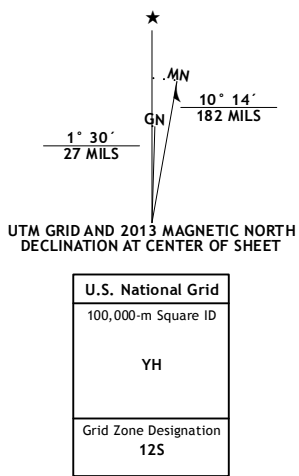 ★
MN
GN
10° 14´
182 MILS
1° 30´
27 MILS
UTM GRID AND 2013 MAGNETIC NORTH
DECLINATION AT CENTER OF SHEET
U.S. National Grid
100,000-m Square ID
YH
Grid Zone Designation
12S